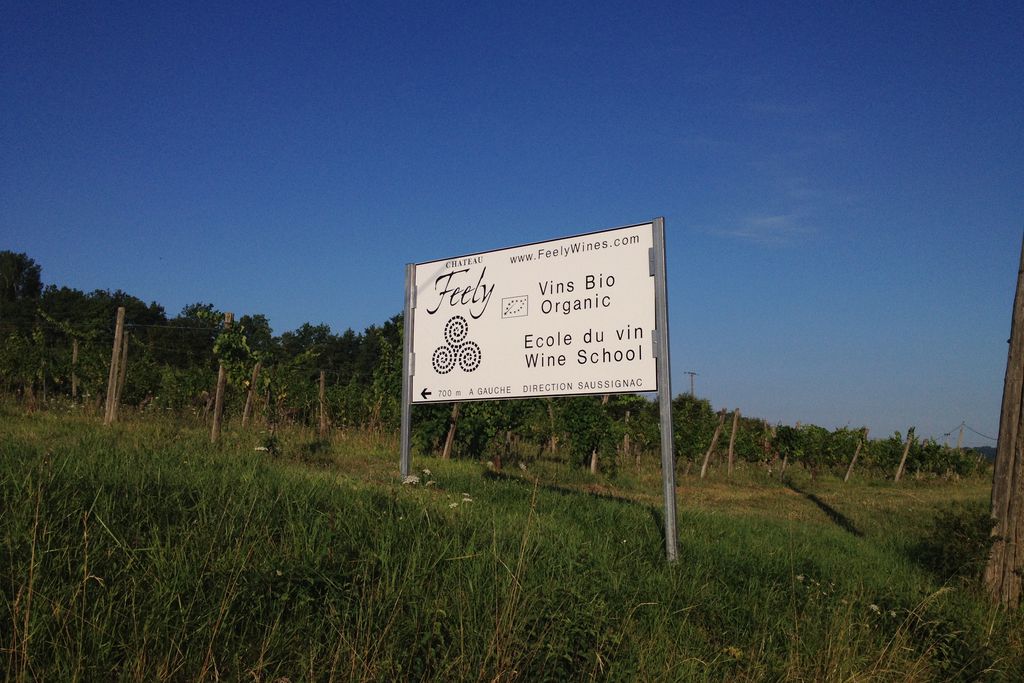 www.FeelyWines.com
CHATEAU
Feely
Vins Bio
Organic
Ecole du vin
Wine School
700 m A GAUCHE DIRECTION SAUSSIGNAC